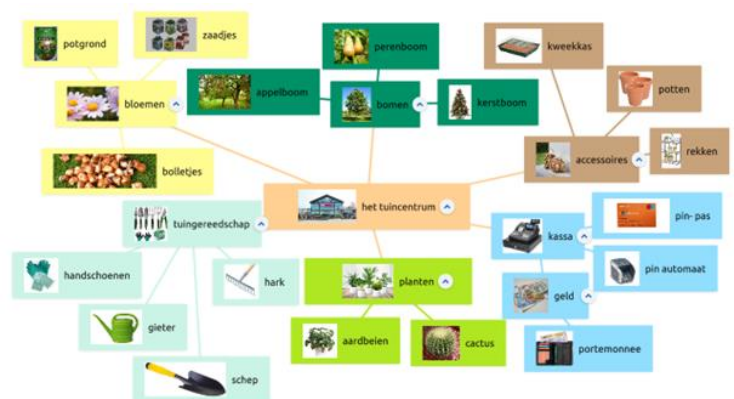 potgrond
zaadjes
bloemen
bolletjes
perenboom
appelboom
bomen
kerstboom
kweekkas
potten
accessoires
rekken
het tuincentrum
tuingereedschap
handschoenen
hark
gieter
schep
planten
aardbeien
cactus
kassa
pin- pas
pin automaat
geld
portemonnee